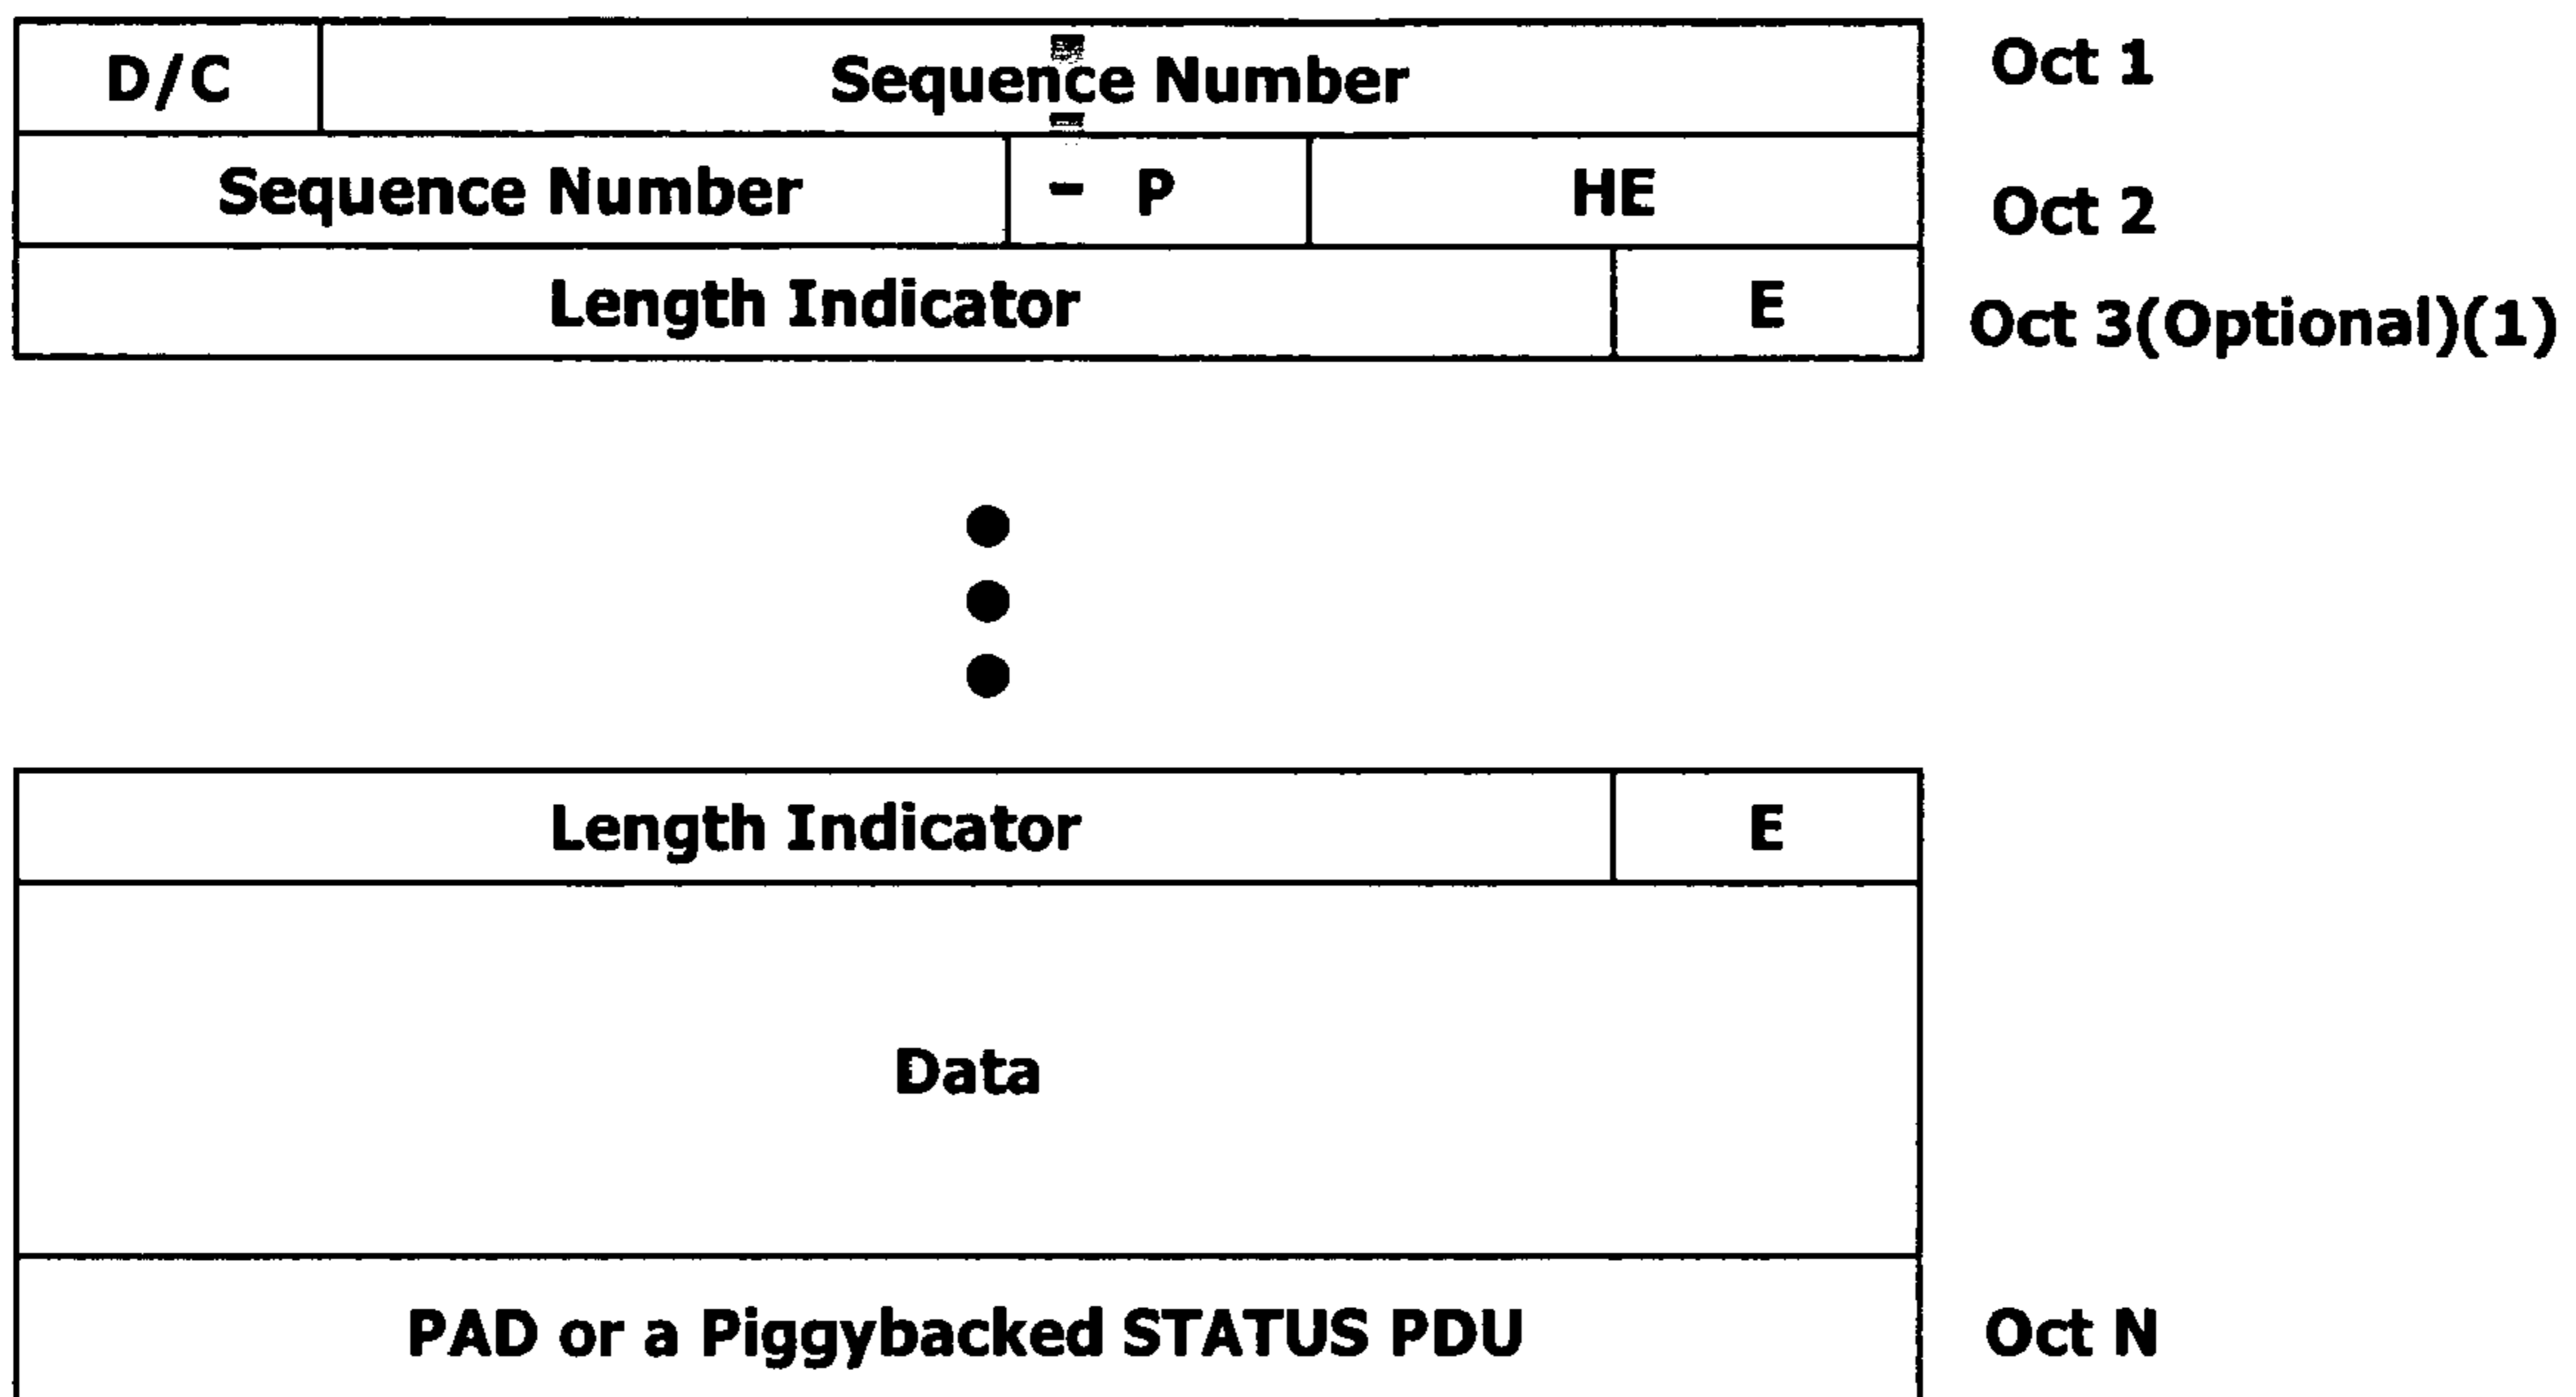 D/C Sequence Number Oct 1
Sequence Number P HE Oct 2
Length Indicator E Oct 3(Optional)(1)
Length Indicator E
Data
PAD or a Piggybacked STATUS PDU Oct N